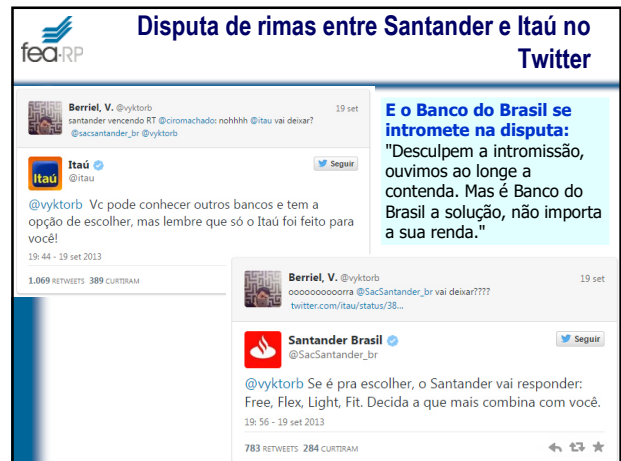 Disputa de rimas entre Santander e Itaú no
Twitter
fea-RP
Berriel, V. @vyktorb 19 set
santander vencendo RT @ciromachado: nohhhh @itau vai deixar?
@sacsantander_br @vyktorb
Itaú
Itaú
@itau
Seguir
@vyktorb Vc pode conhecer outros bancos e tem a
opção de escolher, mas lembre que só o Itaú foi feito para
você!
19: 44 - 19 set 2013
1.069 RETWEETS 389 CURTIRAM
E o Banco do Brasil se
intromete na disputa:
"Desculpem a intromissão,
ouvimos ao longe a
contenda. Mas é Banco do
Brasil a solução, não importa
a sua renda."
Berriel, V. @vyktorb 19 set
oooooooooorra @SacSantander_br vai deixar????
twitter.com/itau/status/38...
Santander Brasil
@SacSantander_br
Seguir
@vyktorb Se é pra escolher, o Santander vai responder:
Free, Flex, Light, Fit. Decida a que mais combina com você.
19: 56 - 19 set 2013
783 RETWEETS 284 CURTIRAM